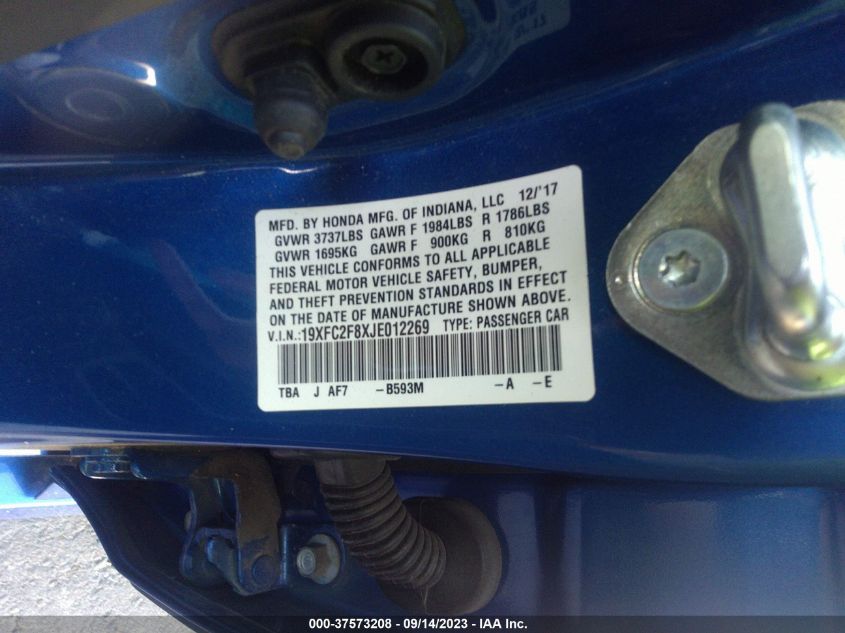 MFD. BY HONDA MFG. OF INDIANA, LLC 12/'17
GVWR 3737LBS GAWR F 1984LBS R 1786LBS
GVWR 1695KG GAWR F 900KG R 810KG
THIS VEHICLE CONFORMS TO ALL APPLICABLE
FEDERAL MOTOR VEHICLE SAFETY, BUMPER,
AND THEFT PREVENTION STANDARDS IN EFFECT
ON THE DATE OF MANUFACTURE SHOWN ABOVE.
V.I.N.:19XFC2F8XJE012269 TYPE: PASSENGER CAR
TBA J AF7 -B593M -A -E
000-37573208 - 09/14/2023 - IAA Inc.